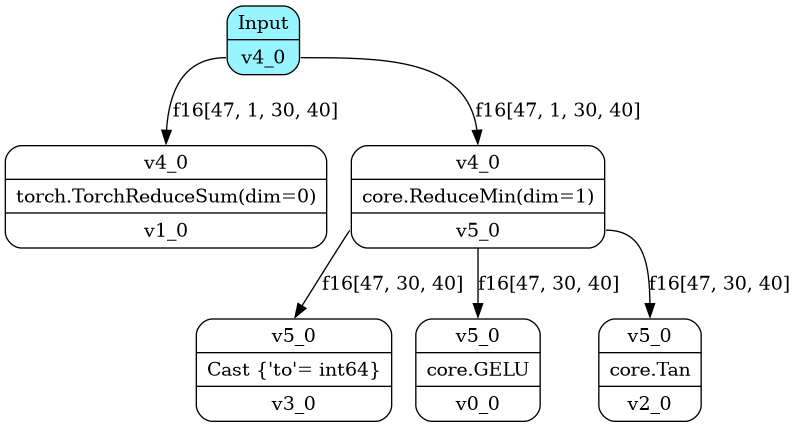 Input
v4_0
f16[47, 1, 30, 40]
f16[47, 1, 30, 40]
v4_0
torch.TorchReduceSum(dim=0)
v1_0
v4_0
core.ReduceMin(dim=1)
v5_0
f16[47, 30, 40]
f16[47, 30, 40]
f16[47, 30, 40]
v5_0
Cast {'to'= int64}
v3_0
v5_0
core.GELU
v0_0
v5_0
core.Tan
v2_0